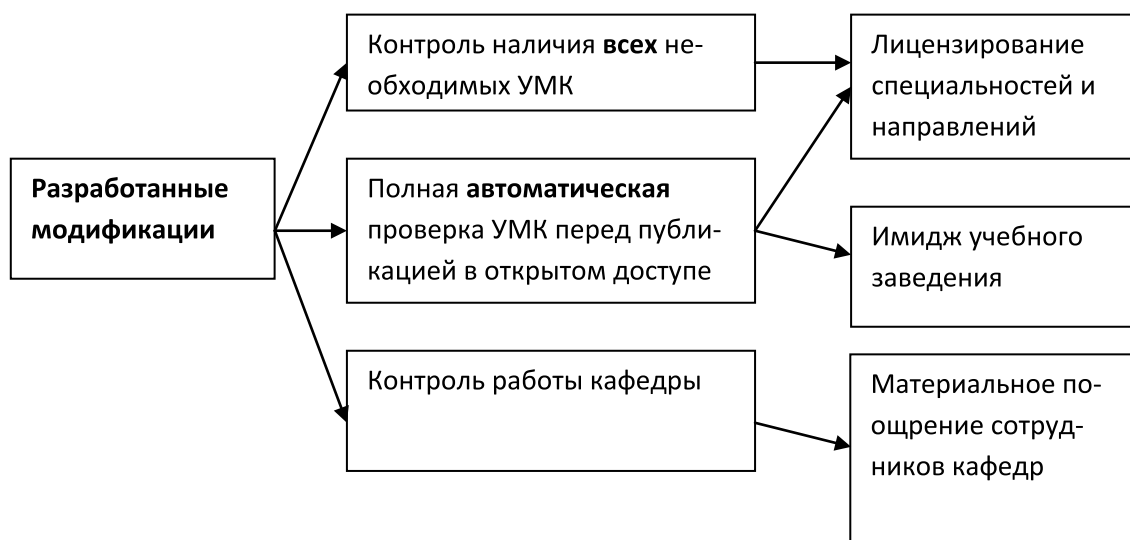 Разработанные
модификации
Контроль наличия всех не-
обходимых УМК
Полная автоматическая
проверка УМК перед публи-
кацией в открытом доступе
Контроль работы кафедры
Лицензирование
специальностей и
направлений
Имидж учебного
заведения
Материальное по-
ощрение сотруд-
ников кафедр